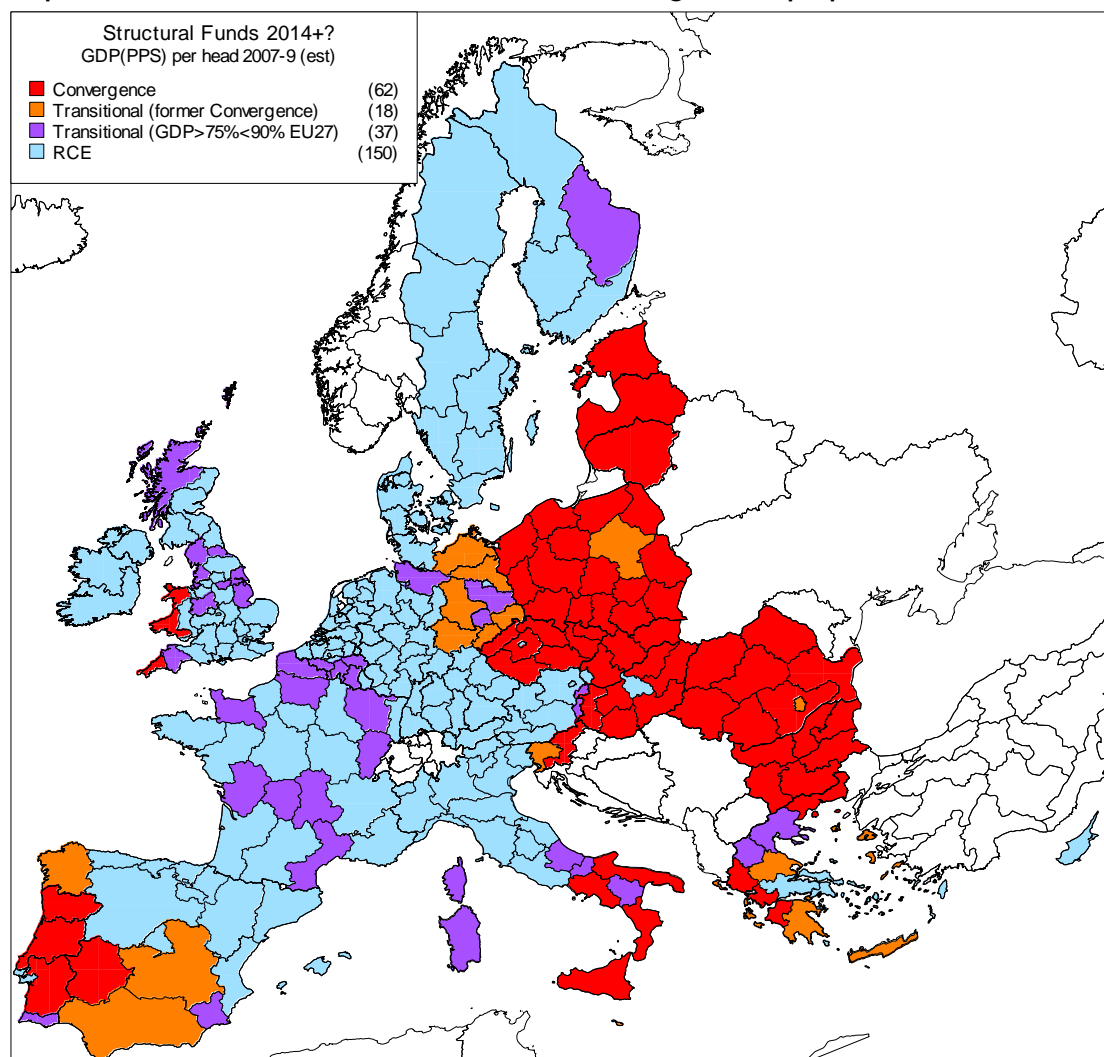 Structural Funds 2014+?
GDP(PPS) per head 2007-9 (est)
Convergence (62)
Transitional (former Convergence) (18)
Transitional (GDP>75%<90% EU27) (37)
RCE (150)